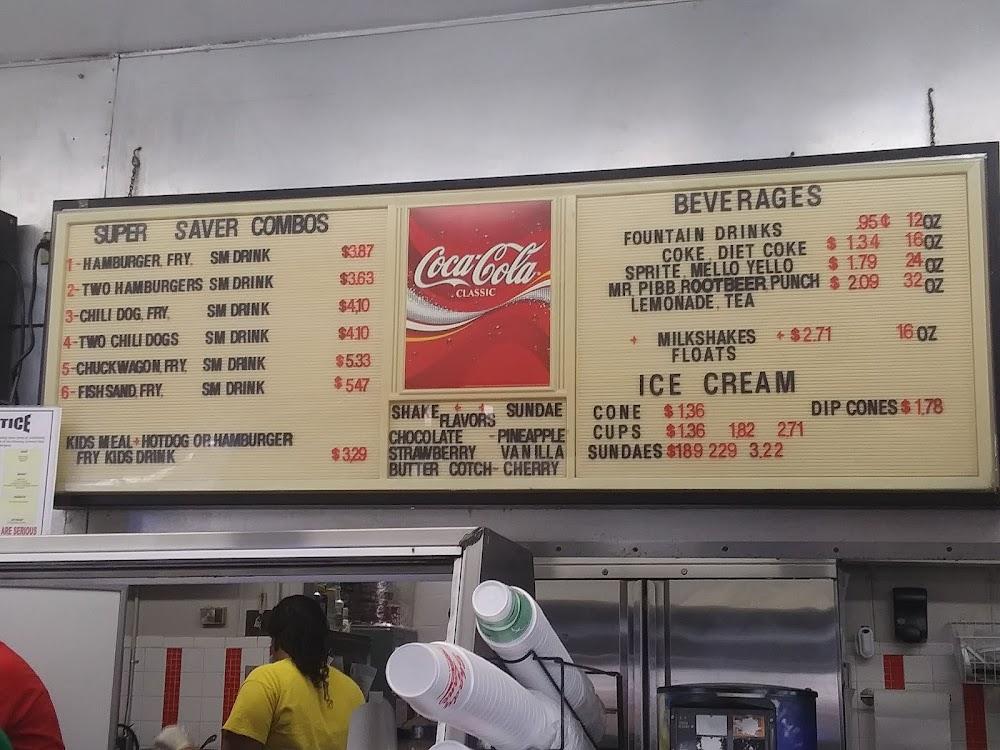 SUPER SAVER COMBOS
1-HAMBURGER, FRY, SM DRINK $3.87
2-TWO HAMBURGERS SM DRINK $3.63
3-CHILI DOG, FRY, SM DRINK $4.10
4-TWO CHILI DOGS SM DRINK $4.10
5-CHUCKWAGON, FRY, SM DRINK $5.33
6-FISHSAND, FRY, SM DRINK $5.47
KIDS MEAL+HOTDOG OR HAMBURGER
FRY KIDS DRINK $3.29
Coca-Cola
CLASSIC
SHAKE + + SUNDAE
FLAVORS
CHOCOLATE -PINEAPPLE
STRAWBERRY VANILLA
BUTTER COTCH- CHERRY
BEVERAGES
FOUNTAIN DRINKS .95¢ 12OZ
COKE, DIET COKE $ 1.34 16OZ
SPRITE, MELLO YELLO $ 1.79 24OZ
MR PIBB ROOTBEER PUNCH $ 2.09 32OZ
LEMONADE, TEA
+ MILKSHAKES +$2.71 16OZ
FLOATS
ICE CREAM
CONE $1.36 DIP CONES $1.78
CUPS $1.36 1.82 2.71
SUNDAES $1.89 2.29 3.22
TICE
ARE SERIOUS